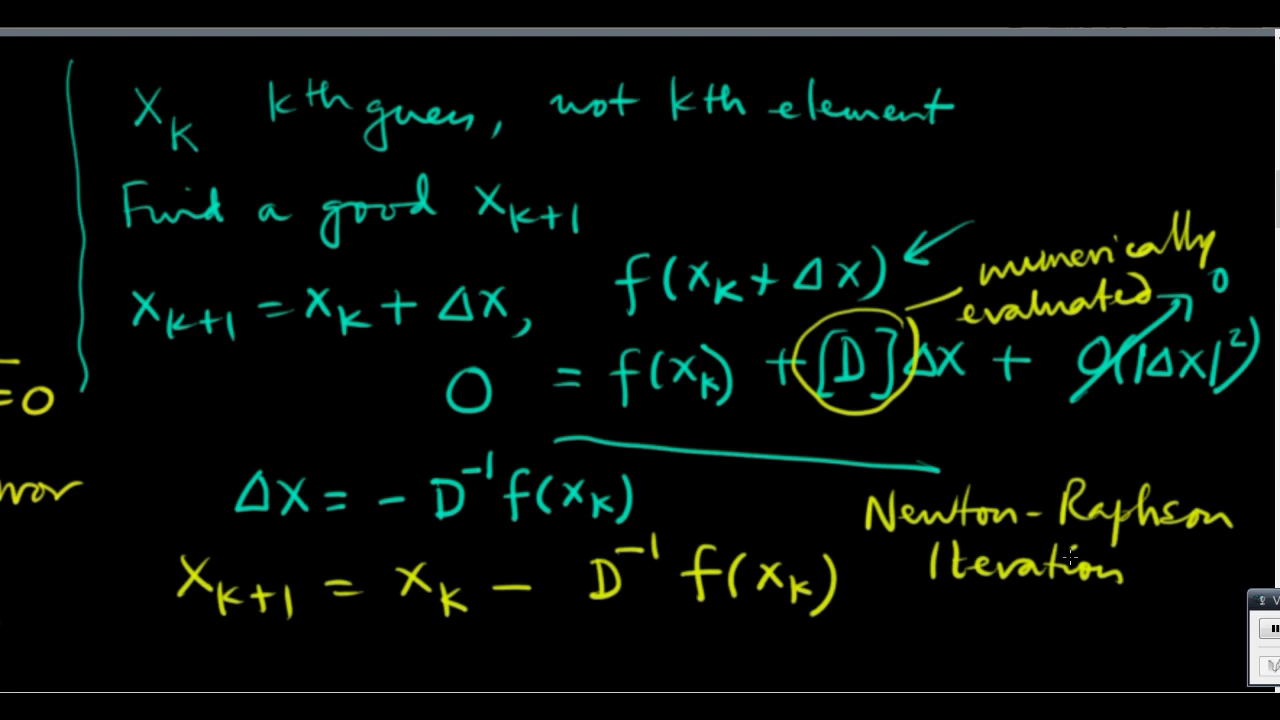 x_k kth guess, not kth element
Find a good x_{k+1}
x_{k+1} = x_k + Δx, f(x_k + Δx)
numerically evaluated
0 = f(x_k) + [D] Δx + O(|Δx|²) → 0
= 0
Δx = - D⁻¹ f(x_k)
x_{k+1} = x_k - D⁻¹ f(x_k)
Newton-Raphson
Iteration